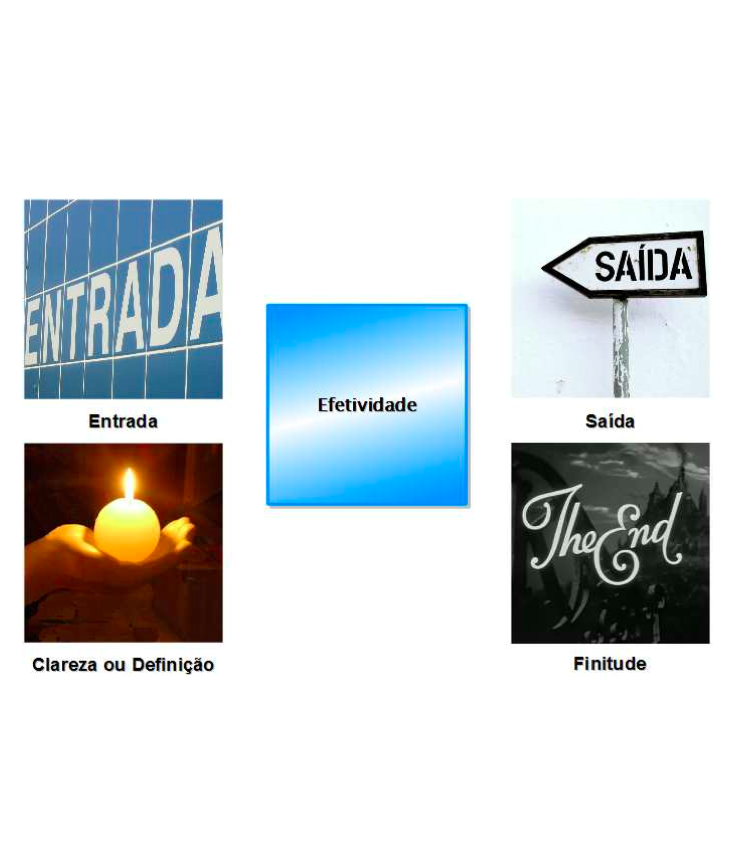 ENTRADA
SAÍDA
Efetividade
Entrada
Saída
The End
Clareza ou Definição
Finitude